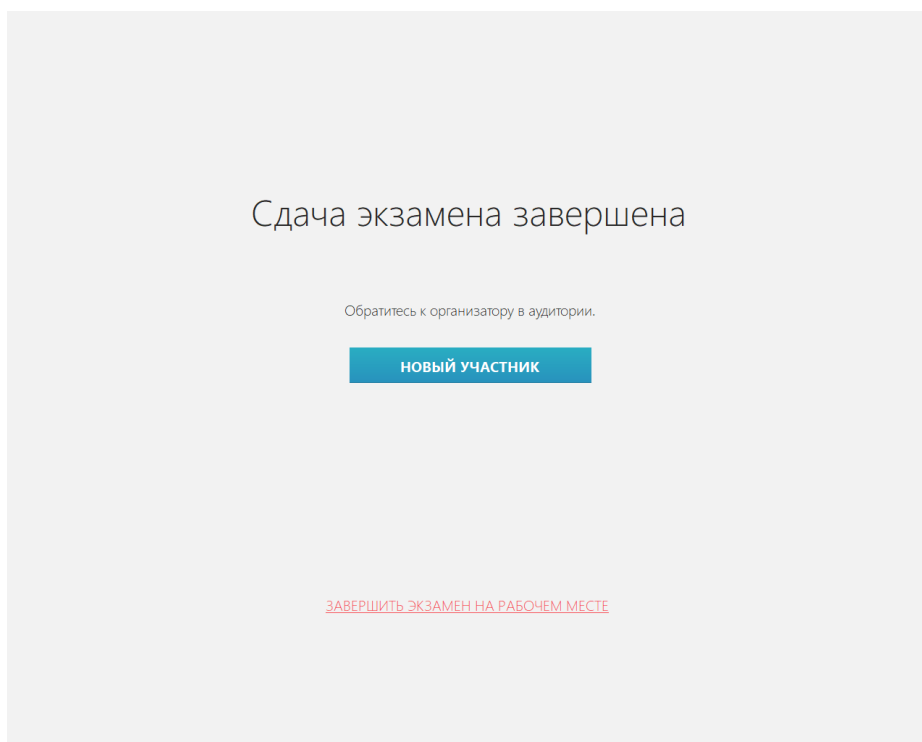 Сдача экзамена завершена
Обратитесь к организатору в аудитории.
НОВЫЙ УЧАСТНИК
ЗАВЕРШИТЬ ЭКЗАМЕН НА РАБОЧЕМ МЕСТЕ